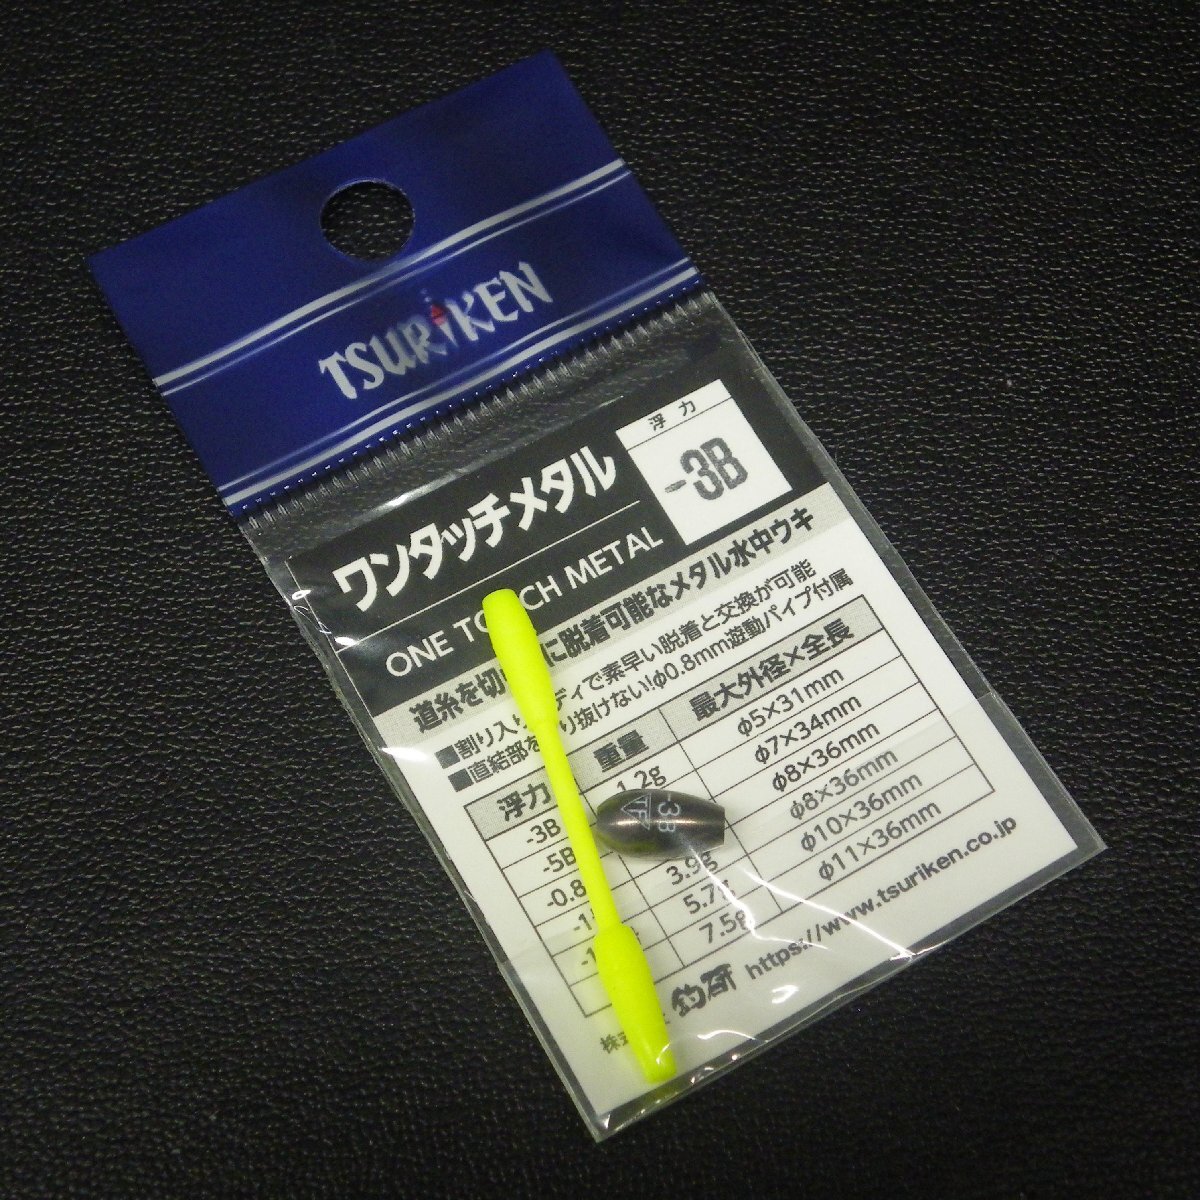 TSURIKEN
ワンタッチメタル
ONE TOUCH METAL
浮力
-3B
道糸を切 に脱着可能なメタル水中ウキ
■割り入り ディで素早い脱着と交換が可能
■直結部を り抜けない!φ0.8mm遊動パイプ付属
浮力 重量 最大外径×全長
-3B 1.2g φ5×31mm
-5B φ7×34mm
-0.8 φ8×36mm
3.9g φ8×36mm
5.7g φ10×36mm
7.5g φ11×36mm
3B
釣研 https://www.tsuriken.co.jp